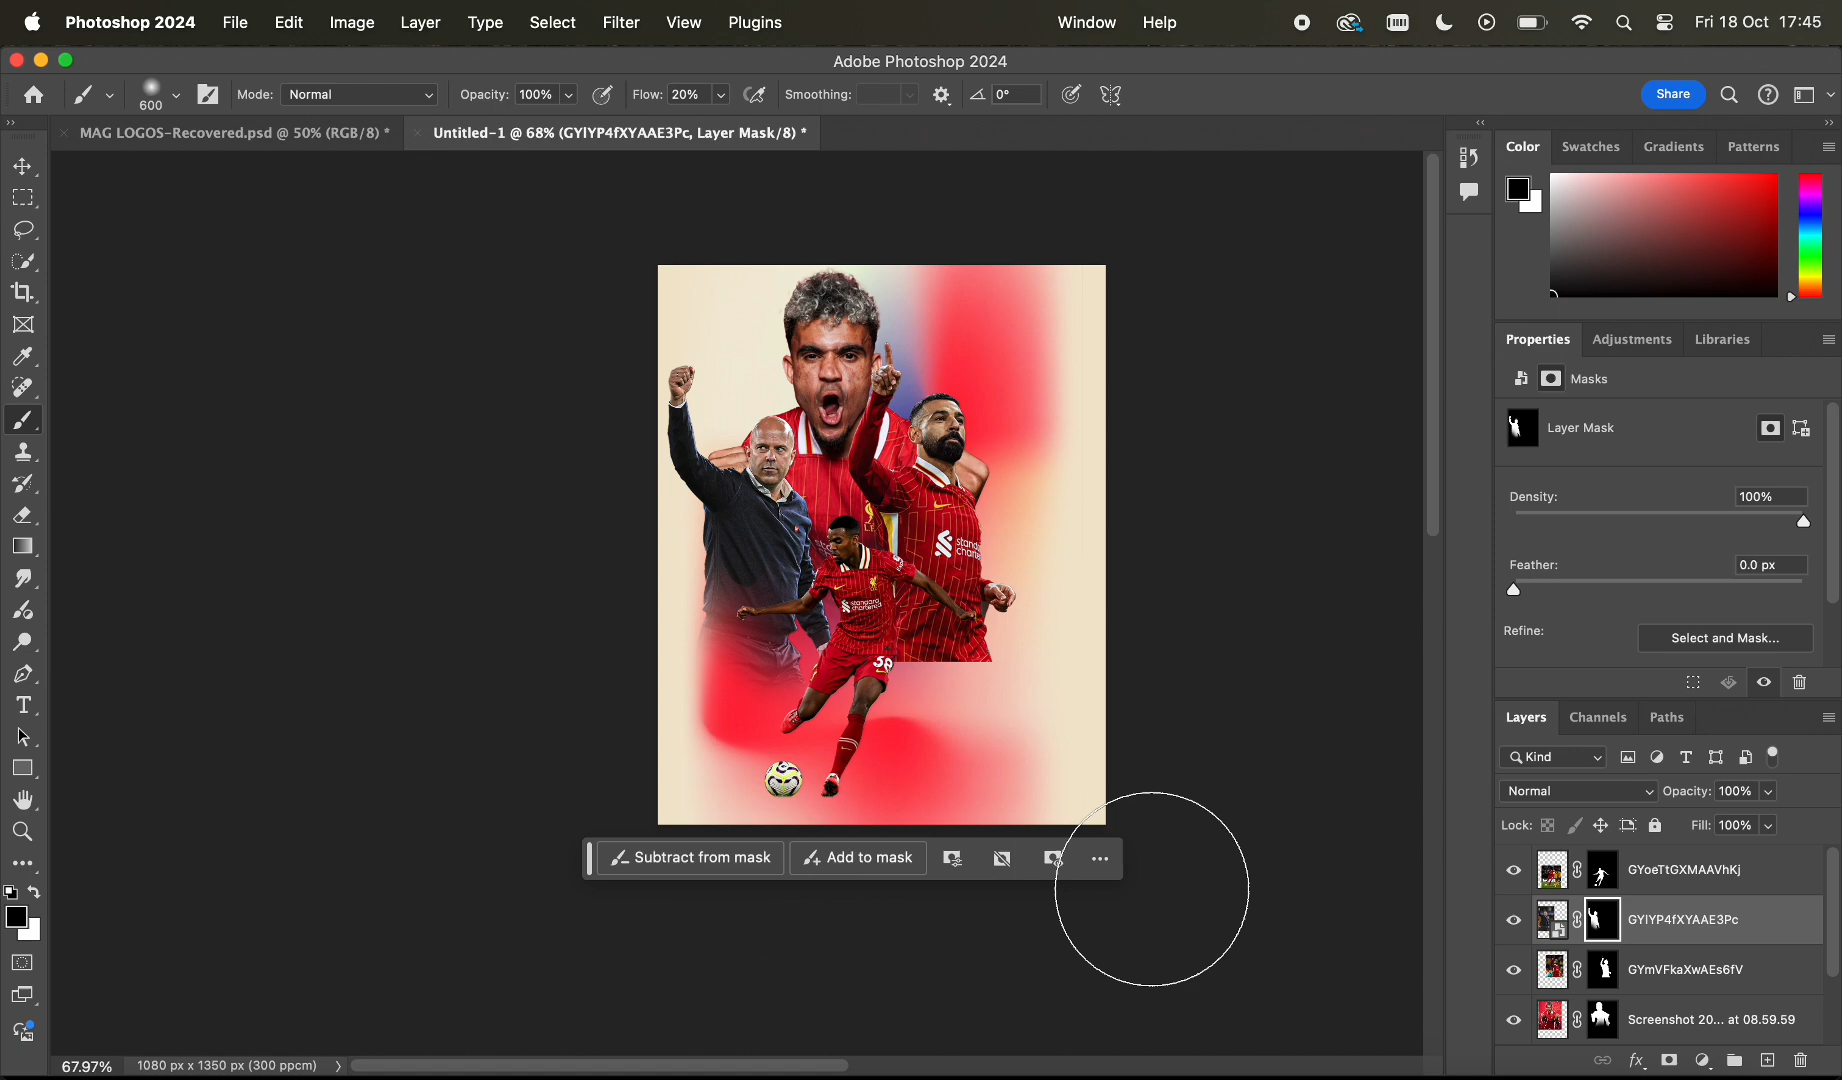 Photoshop 2024 File Edit Image Layer Type Select Filter View Plugins Window Help Fri 18 Oct 17:45
Adobe Photoshop 2024
600 Mode: Normal Opacity: 100% Flow: 20% Smoothing: 0° Share
MAG LOGOS-Recovered.psd @ 50% (RGB/8) * Untitled-1 @ 68% (GYIYP4fXYAAE3Pc, Layer Mask/8) *
Color Swatches Gradients Patterns
Properties Adjustments Libraries
Masks
Layer Mask
Density: 100%
Feather: 0.0 px
Refine: Select and Mask...
standard
chartered
Layers Channels Paths
Kind
Normal Opacity: 100%
Lock: Fill: 100%
Subtract from mask Add to mask
GYoeTtGXMAAVhKj
GYIYP4fXYAAE3Pc
GYmVFkaXwAEs6fV
Screenshot 20... at 08.59.59
67.97% 1080 px x 1350 px (300 ppcm)